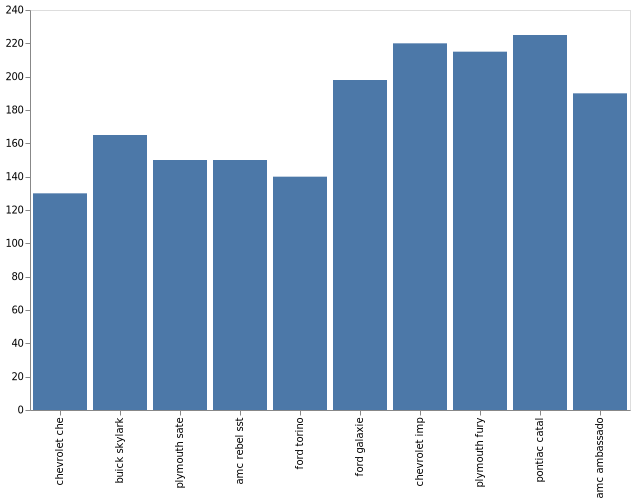 240
220
200
180
160
140
120
100
80
60
40
20
0
chevrolet che
buick skylark
plymouth sate
amc rebel sst
ford torino
ford galaxie
chevrolet imp
plymouth fury
pontiac catal
amc ambassado